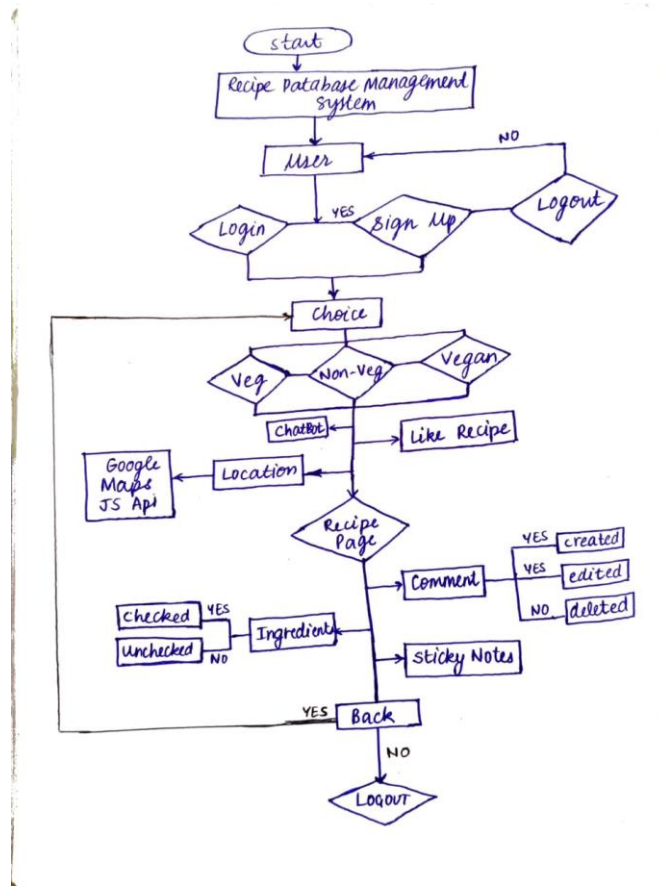 start
Recipe Database Management
System
NO
User
YES
Login
Sign Up
Logout
Choice
Veg
Non-Veg
Vegan
ChatBot
Like Recipe
Google
Maps
JS Api
Location
Recipe
Page
YES
created
Comment
YES
edited
NO
deleted
Checked
YES
Ingredients
Unchecked
NO
Sticky Notes
YES
Back
NO
LOGOUT